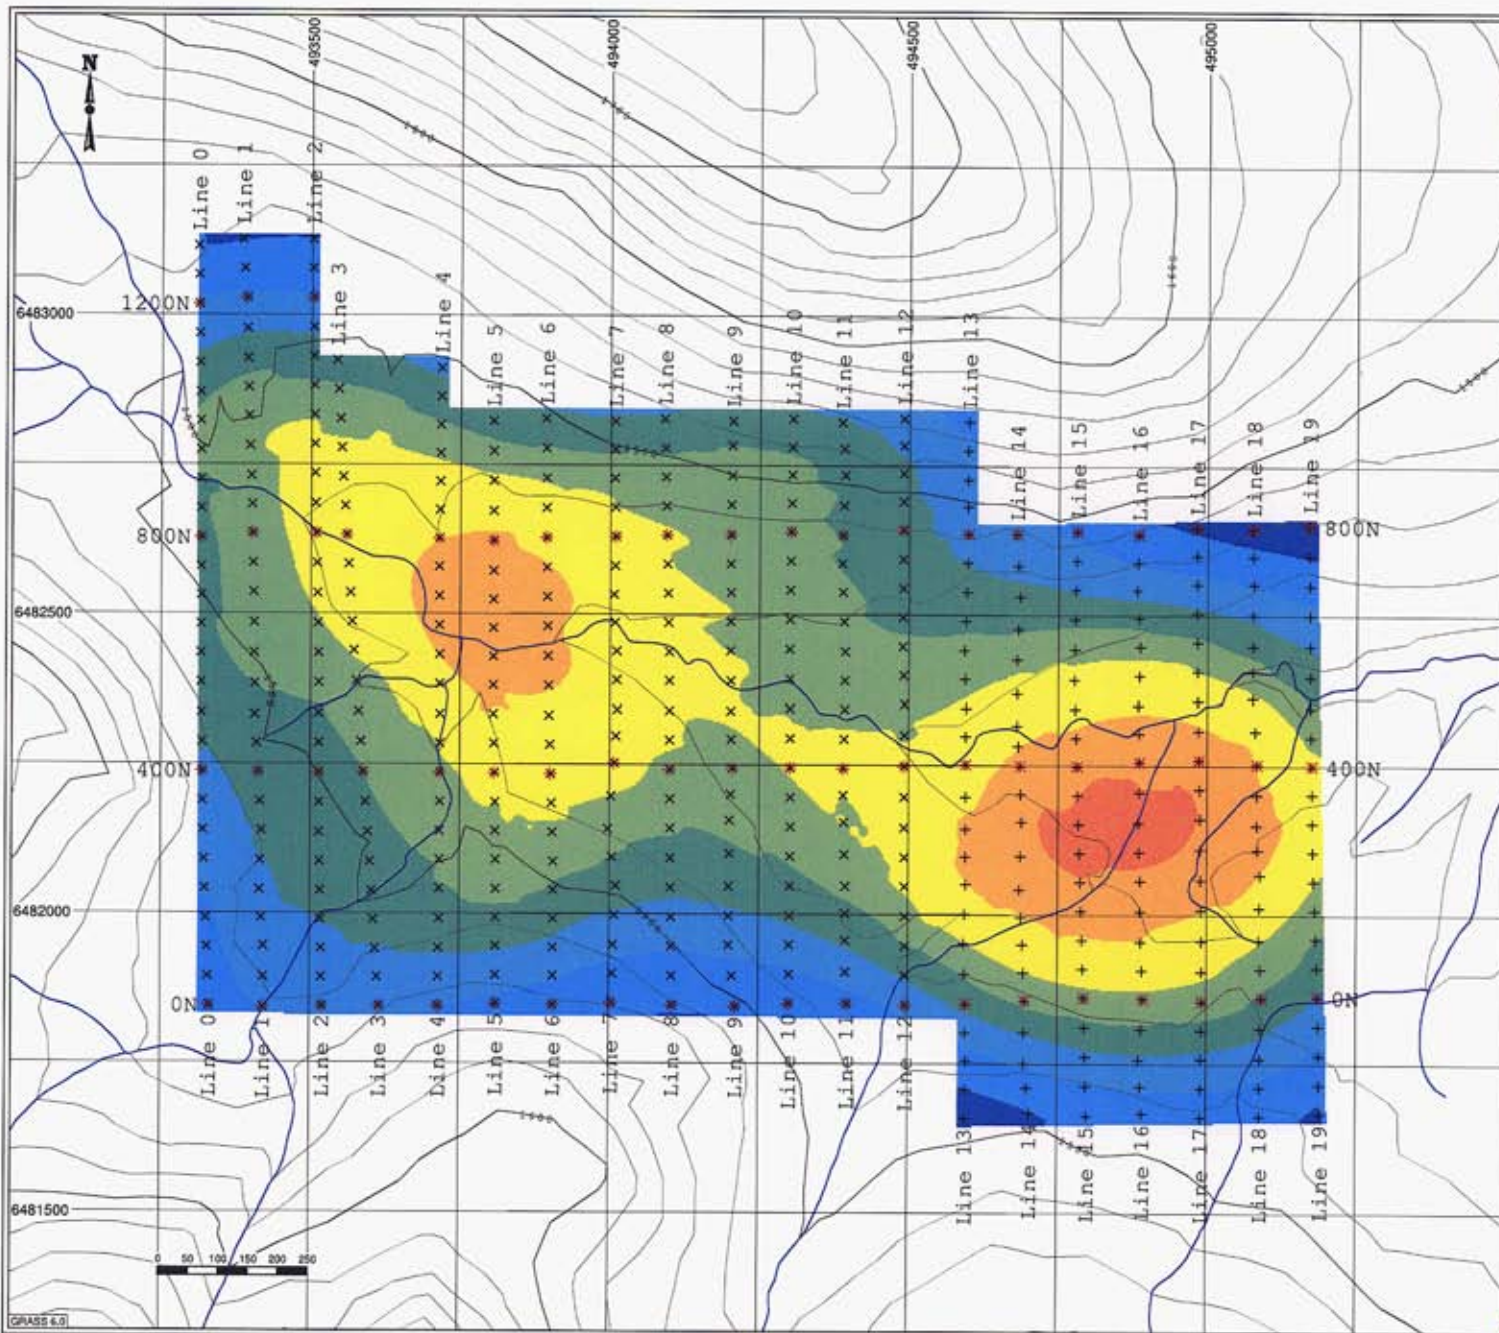 493500
494000
494500
495000
N
Line 0
Line 1
Line 2
Line 3
Line 4
Line 5
Line 6
Line 7
Line 8
Line 9
Line 10
Line 11
Line 12
Line 13
Line 14
Line 15
Line 16
Line 17
Line 18
Line 19
1200N
6483000
800N
800N
6482500
400N
400N
6482000
0N
0N
Line 0
Line 1
Line 2
Line 3
Line 4
Line 5
Line 6
Line 7
Line 8
Line 9
Line 10
Line 11
Line 12
Line 13
Line 14
Line 15
Line 16
Line 17
Line 18
Line 19
6481500
0 50 100 150 200 250
GRASS 6.0